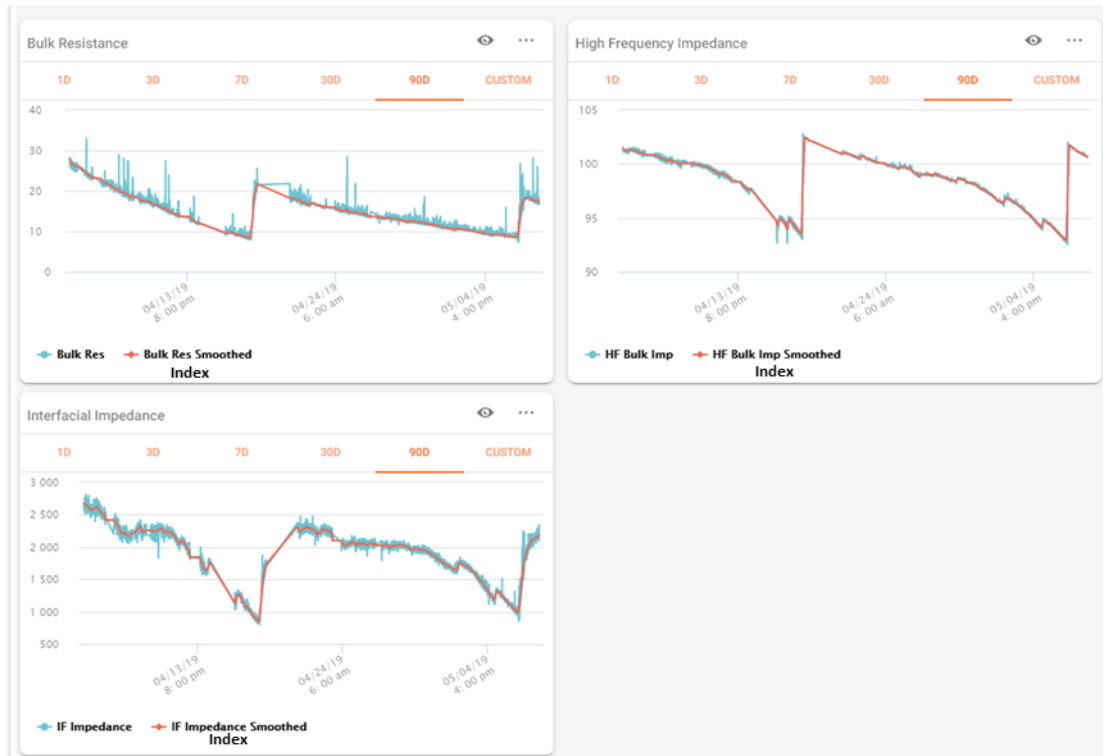 Bulk Resistance
1D 3D 7D 30D 90D CUSTOM
40
30
20
10
0
04/13/19
8: 00 pm
04/24/19
6: 00 am
05/04/19
4: 00 pm
Bulk Res Bulk Res Smoothed
Index
High Frequency Impedance
1D 3D 7D 30D 90D CUSTOM
105
100
95
90
04/13/19
8: 00 pm
04/24/19
6: 00 am
05/04/19
4: 00 pm
HF Bulk Imp HF Bulk Imp Smoothed
Index
Interfacial Impedance
1D 3D 7D 30D 90D CUSTOM
3 000
2 500
2 000
1 500
1 000
500
04/13/19
8: 00 pm
04/24/19
6: 00 am
05/04/19
4: 00 pm
IF Impedance IF Impedance Smoothed
Index